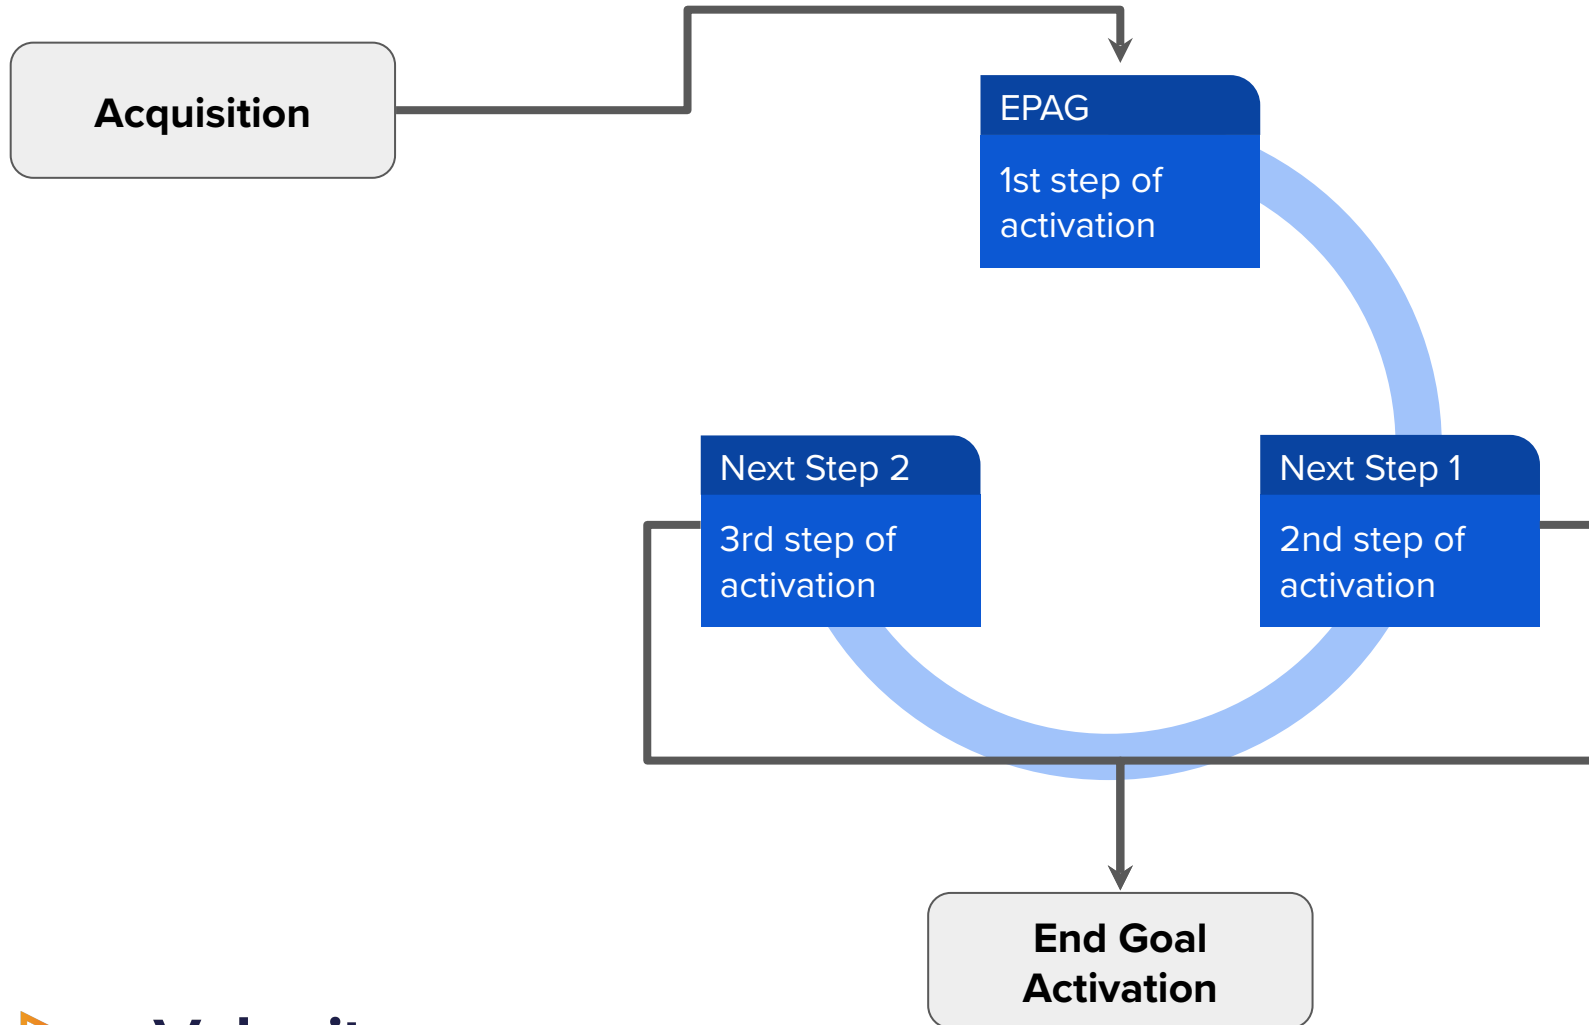 Acquisition
EPAG
1st step of
activation
Next Step 2
3rd step of
activation
Next Step 1
2nd step of
activation
End Goal
Activation